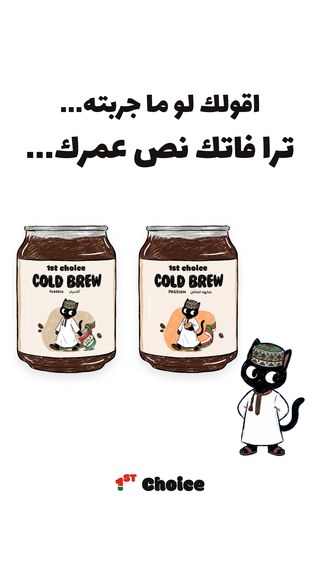 اقولك لو ما جربته...
ترا فاتك نص عمرك...
1st choice
COLD BREW
CLASSIC كلاسيك
1st choice
COLD BREW
PASSION
1ST Choice